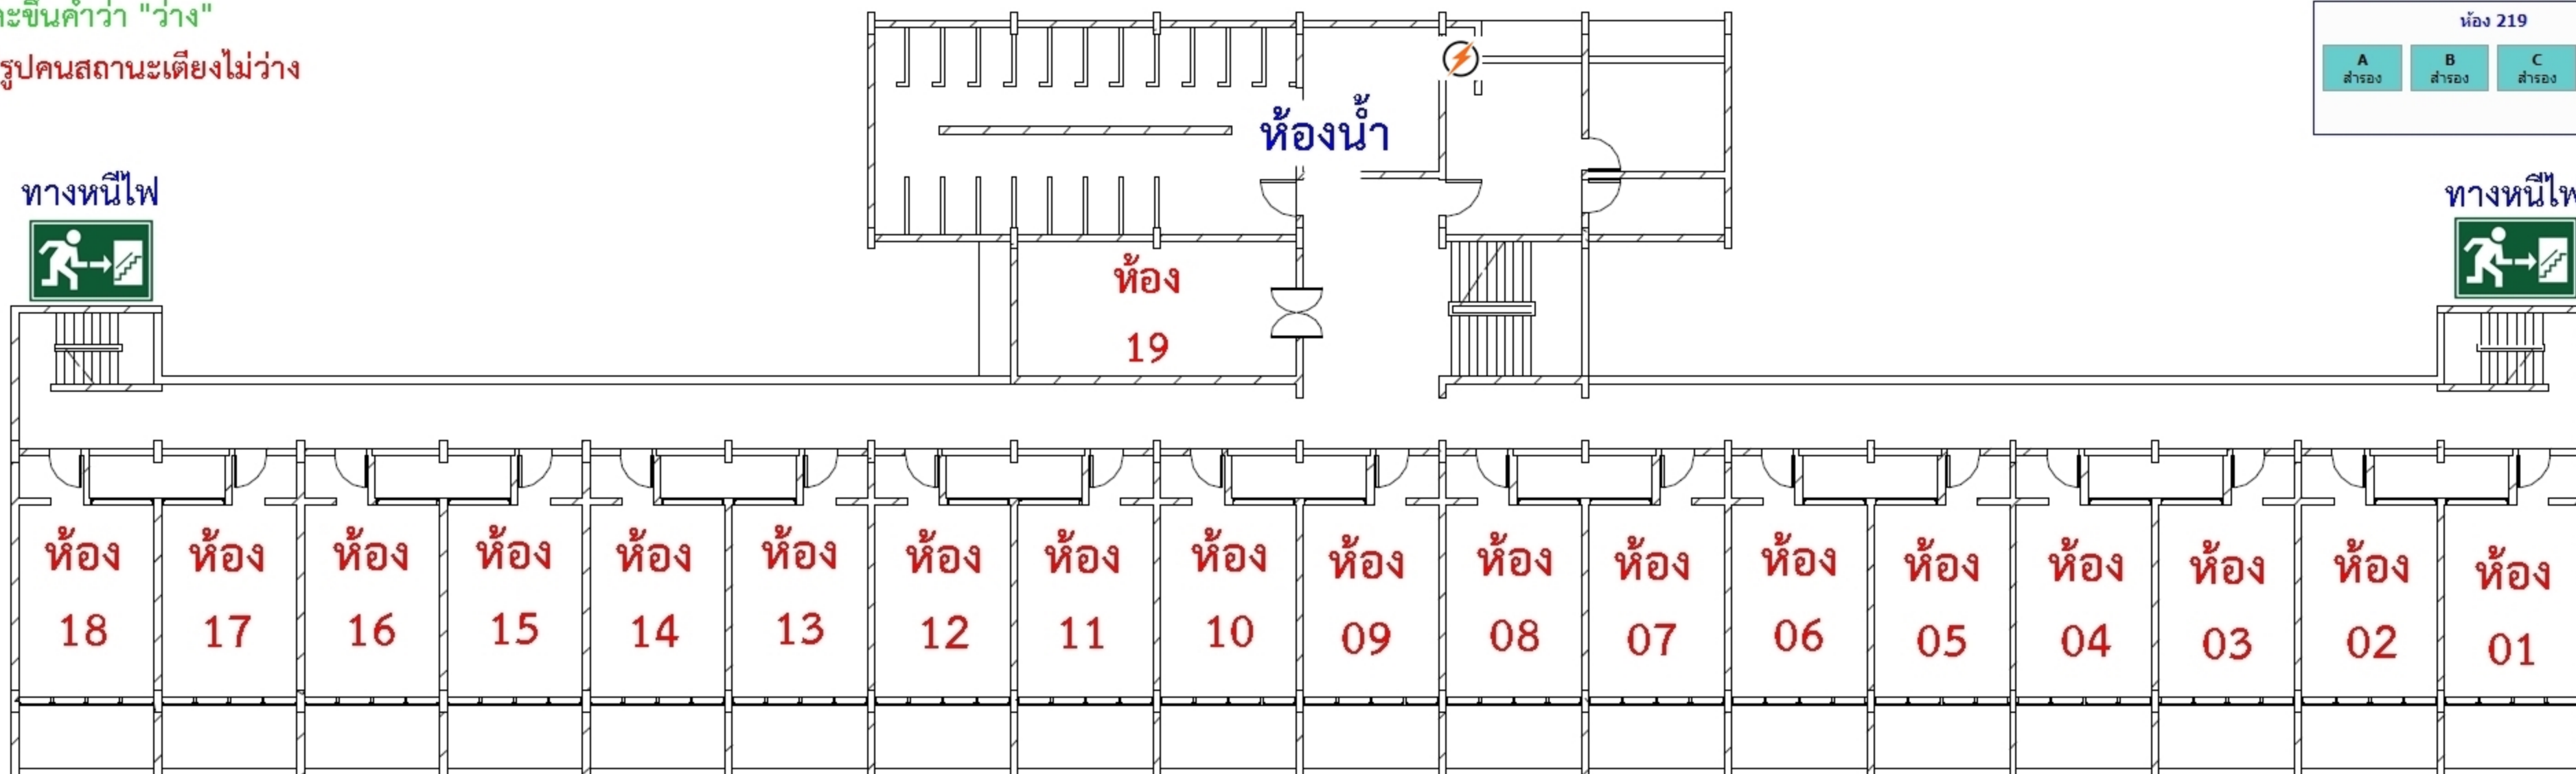 ะขึ้นคำว่า "ว่าง"
รูปคนสถานะเตียงไม่ว่าง
ห้อง 219
A
สำรอง
B
สำรอง
C
สำรอง
ห้องน้ำ
ทางหนีไฟ
ทางหนีไฟ
ห้อง
19
ห้อง
18
ห้อง
17
ห้อง
16
ห้อง
15
ห้อง
14
ห้อง
13
ห้อง
12
ห้อง
11
ห้อง
10
ห้อง
09
ห้อง
08
ห้อง
07
ห้อง
06
ห้อง
05
ห้อง
04
ห้อง
03
ห้อง
02
ห้อง
01